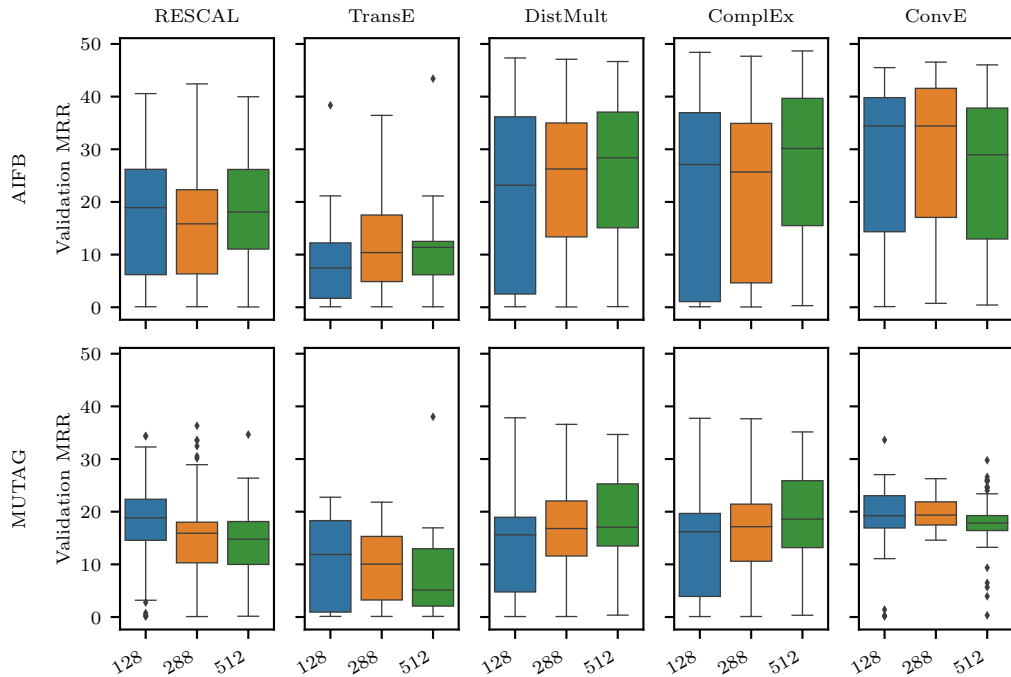 RESCAL TransE DistMult ComplEx ConvE
AIFB
Validation MRR
50
40
30
20
10
0
MUTAG
Validation MRR
50
40
30
20
10
0
128 288 512 128 288 512 128 288 512 128 288 512 128 288 512